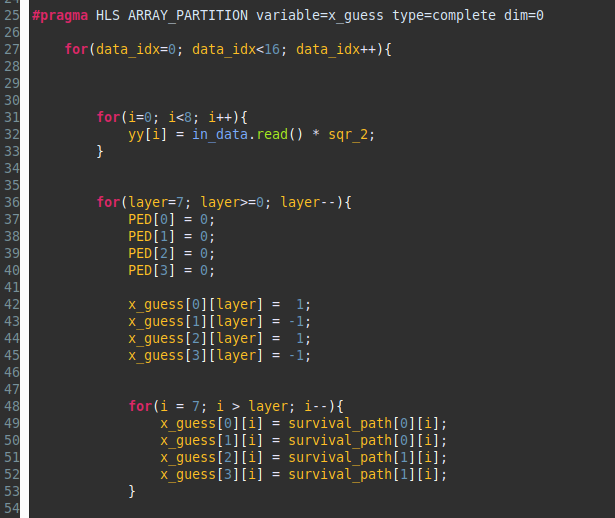 25 #pragma HLS ARRAY_PARTITION variable=x_guess type=complete dim=0
26
27 for(data_idx=0; data_idx<16; data_idx++){
28
29
30
31 for(i=0; i<8; i++){
32 yy[i] = in_data.read() * sqr_2;
33 }
34
35
36 for(layer=7; layer>=0; layer--){
37 PED[0] = 0;
38 PED[1] = 0;
39 PED[2] = 0;
40 PED[3] = 0;
41
42 x_guess[0][layer] =  1;
43 x_guess[1][layer] = -1;
44 x_guess[2][layer] =  1;
45 x_guess[3][layer] = -1;
46
47
48 for(i = 7; i > layer; i--){
49 x_guess[0][i] = survival_path[0][i];
50 x_guess[1][i] = survival_path[0][i];
51 x_guess[2][i] = survival_path[1][i];
52 x_guess[3][i] = survival_path[1][i];
53 }
54